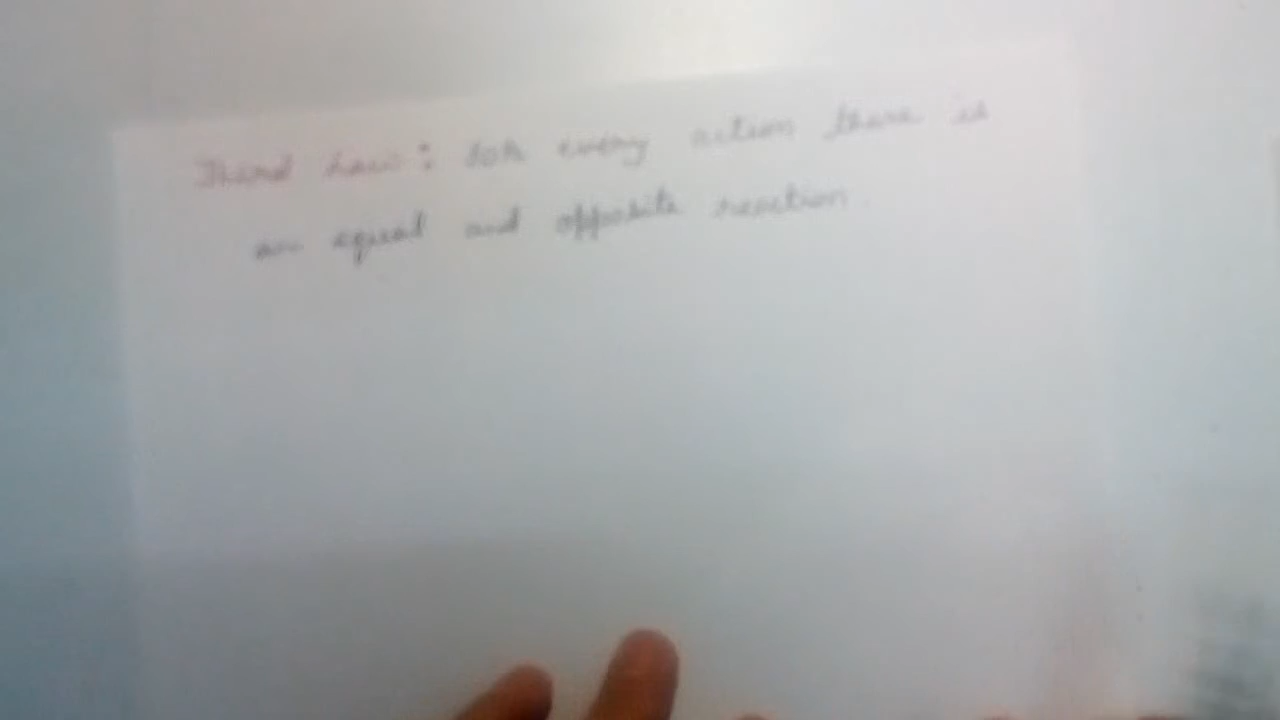 Third Law: for every action there is
an equal and opposite reaction.